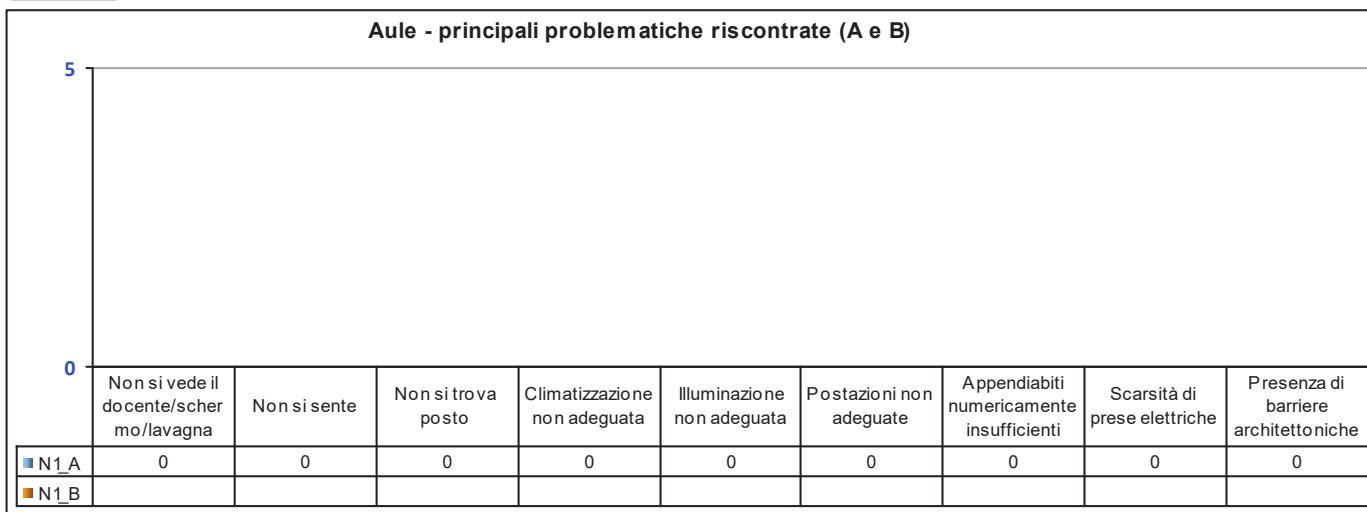 Aule - principali problematiche riscontrate (A e B)
5
0
Non si vede il
docente/scher
mo/lavagna
Non si sente
Non si trova
posto
Climatizzazione
non adeguata
Illuminazione
non adeguata
Postazioni non
adeguate
Appendiabiti
numericamente
insufficienti
Scarsità di
prese elettriche
Presenza di
barriere
architettoniche
N1_A 0 0 0 0 0 0 0 0 0
N1_B